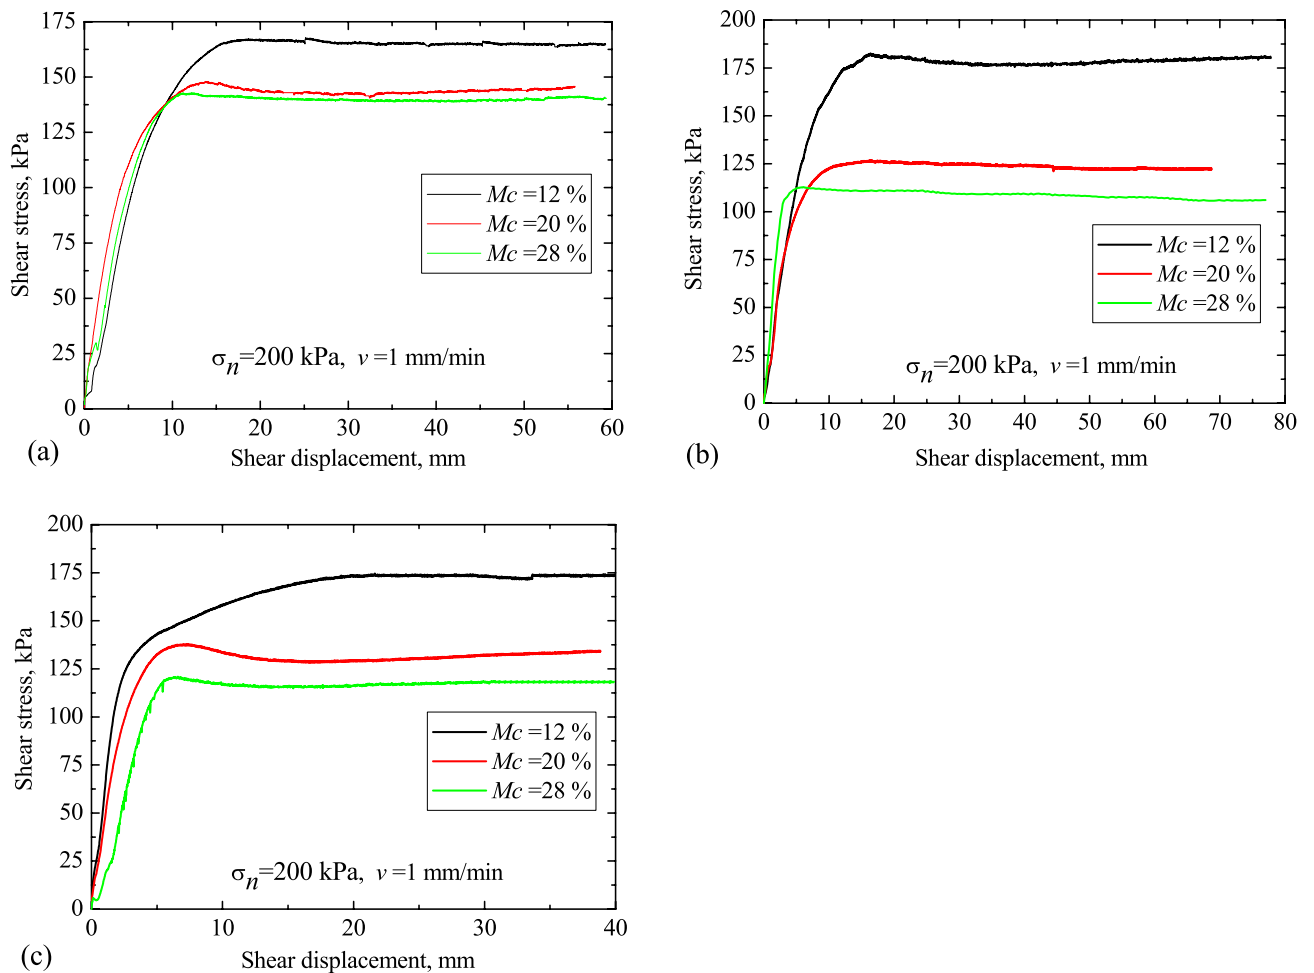 175
150
125
100
75
50
25
0
Shear stress, kPa
Mc =12 %
Mc =20 %
Mc =28 %
σn=200 kPa, v =1 mm/min
0 10 20 30 40 50 60
(a)
Shear displacement, mm
200
175
150
125
100
75
50
25
0
Shear stress, kPa
Mc =12 %
Mc =20 %
Mc =28 %
σn=200 kPa, v =1 mm/min
0 10 20 30 40 50 60 70 80
(b)
Shear displacement, mm
200
175
150
125
100
75
50
25
0
Shear stress, kPa
Mc =12 %
Mc =20 %
Mc =28 %
σn=200 kPa, v =1 mm/min
0 10 20 30 40
(c)
Shear displacement, mm